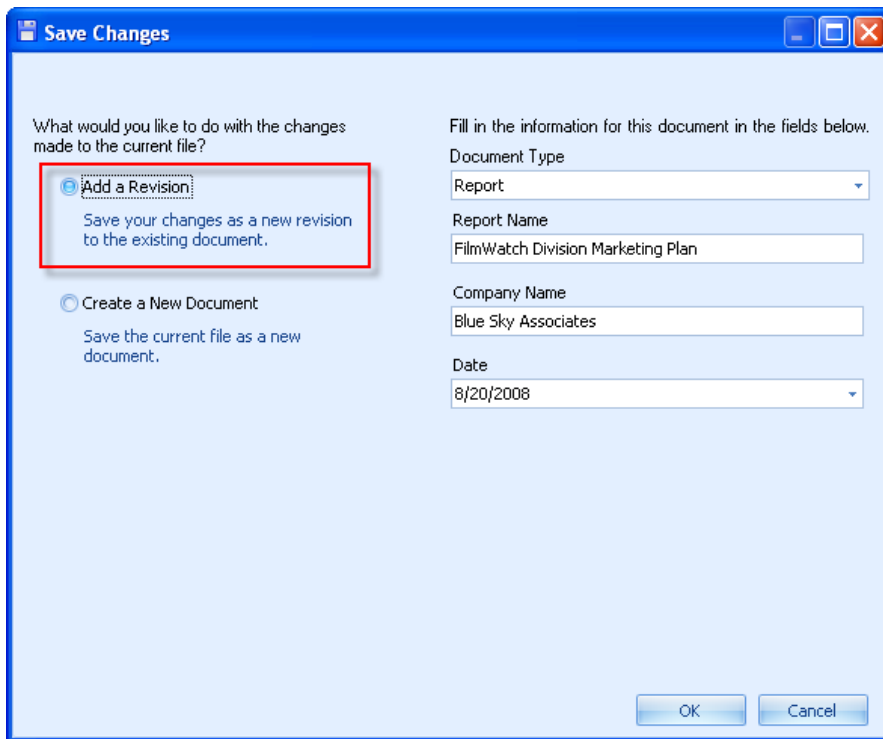 Save Changes
What would you like to do with the changes
made to the current file?
Add a Revision
Save your changes as a new revision
to the existing document.
Create a New Document
Save the current file as a new
document.
Fill in the information for this document in the fields below.
Document Type
Report
Report Name
FilmWatch Division Marketing Plan
Company Name
Blue Sky Associates
Date
8/20/2008
OK
Cancel